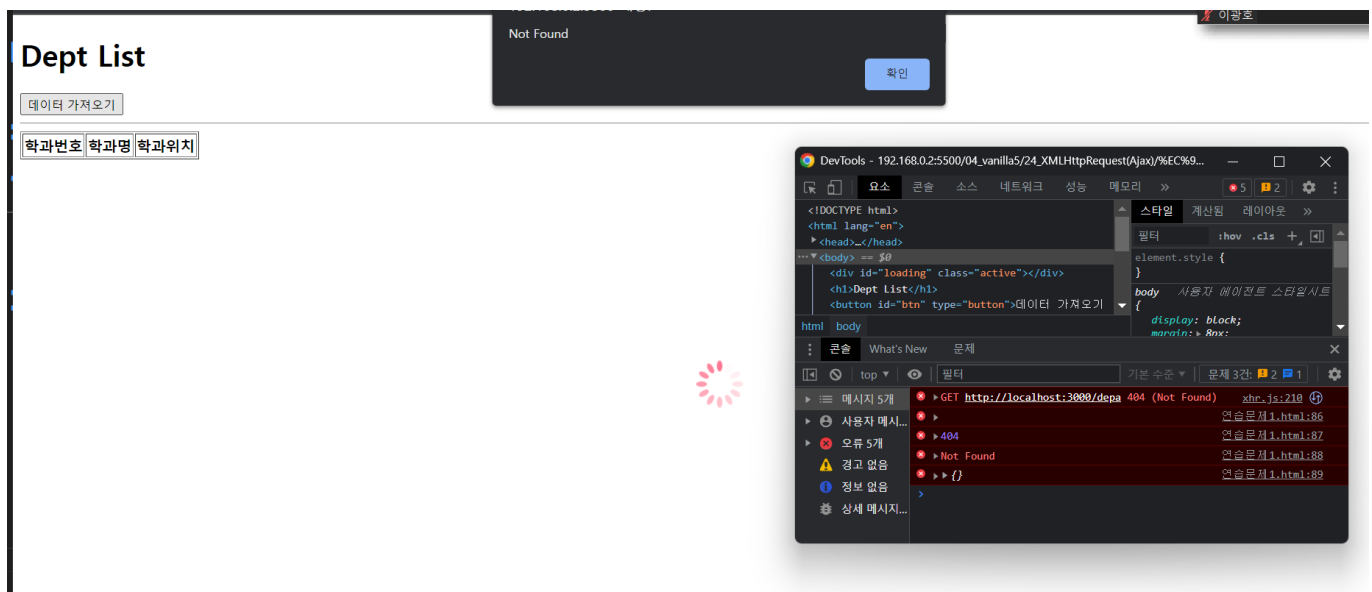 Not Found
확인
이광호
Dept List
데이터 가져오기
학과번호 학과명 학과위치
DevTools - 192.168.0.2:5500/04_vanilla5/24_XMLHttpRequest(Ajax)/%EC%9...
요소 콘솔 소스 네트워크 성능 메모리 » 5 2
<!DOCTYPE html>
<html lang="en">
<head>…</head>
<body> == $0
<div id="loading" class="active"></div>
<h1>Dept List</h1>
<button id="btn" type="button">데이터 가져오기
html body
스타일 계산됨 레이아웃 »
필터 :hov .cls +
element.style {
}
body 사용자 에이전트 스타일시트
{
display: block;
margin: 8px;
콘솔 What's New 문제
top ▼ 필터 기본 수준 ▼ 문제 3건: 2 1
메시지 5개
사용자 메시...
오류 5개
경고 없음
정보 없음
상세 메시지...
GET http://localhost:3000/depa 404 (Not Found) xhr.js:210
연습문제1.html:86
404 연습문제1.html:87
Not Found 연습문제1.html:88
{} 연습문제1.html:89